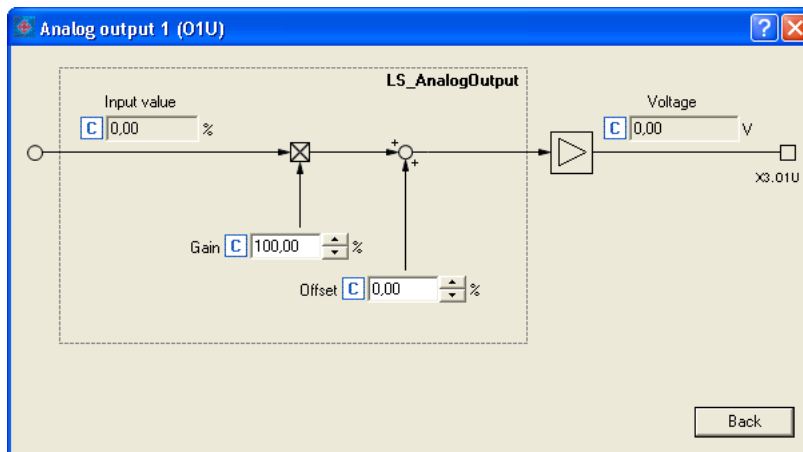 Analog output 1 (O1U)
LS_AnalogOutput
Input value
C 0,00 %
Voltage
C 0,00 V
+
+
X3.O1U
Gain C 100,00 %
Offset C 0,00 %
Back